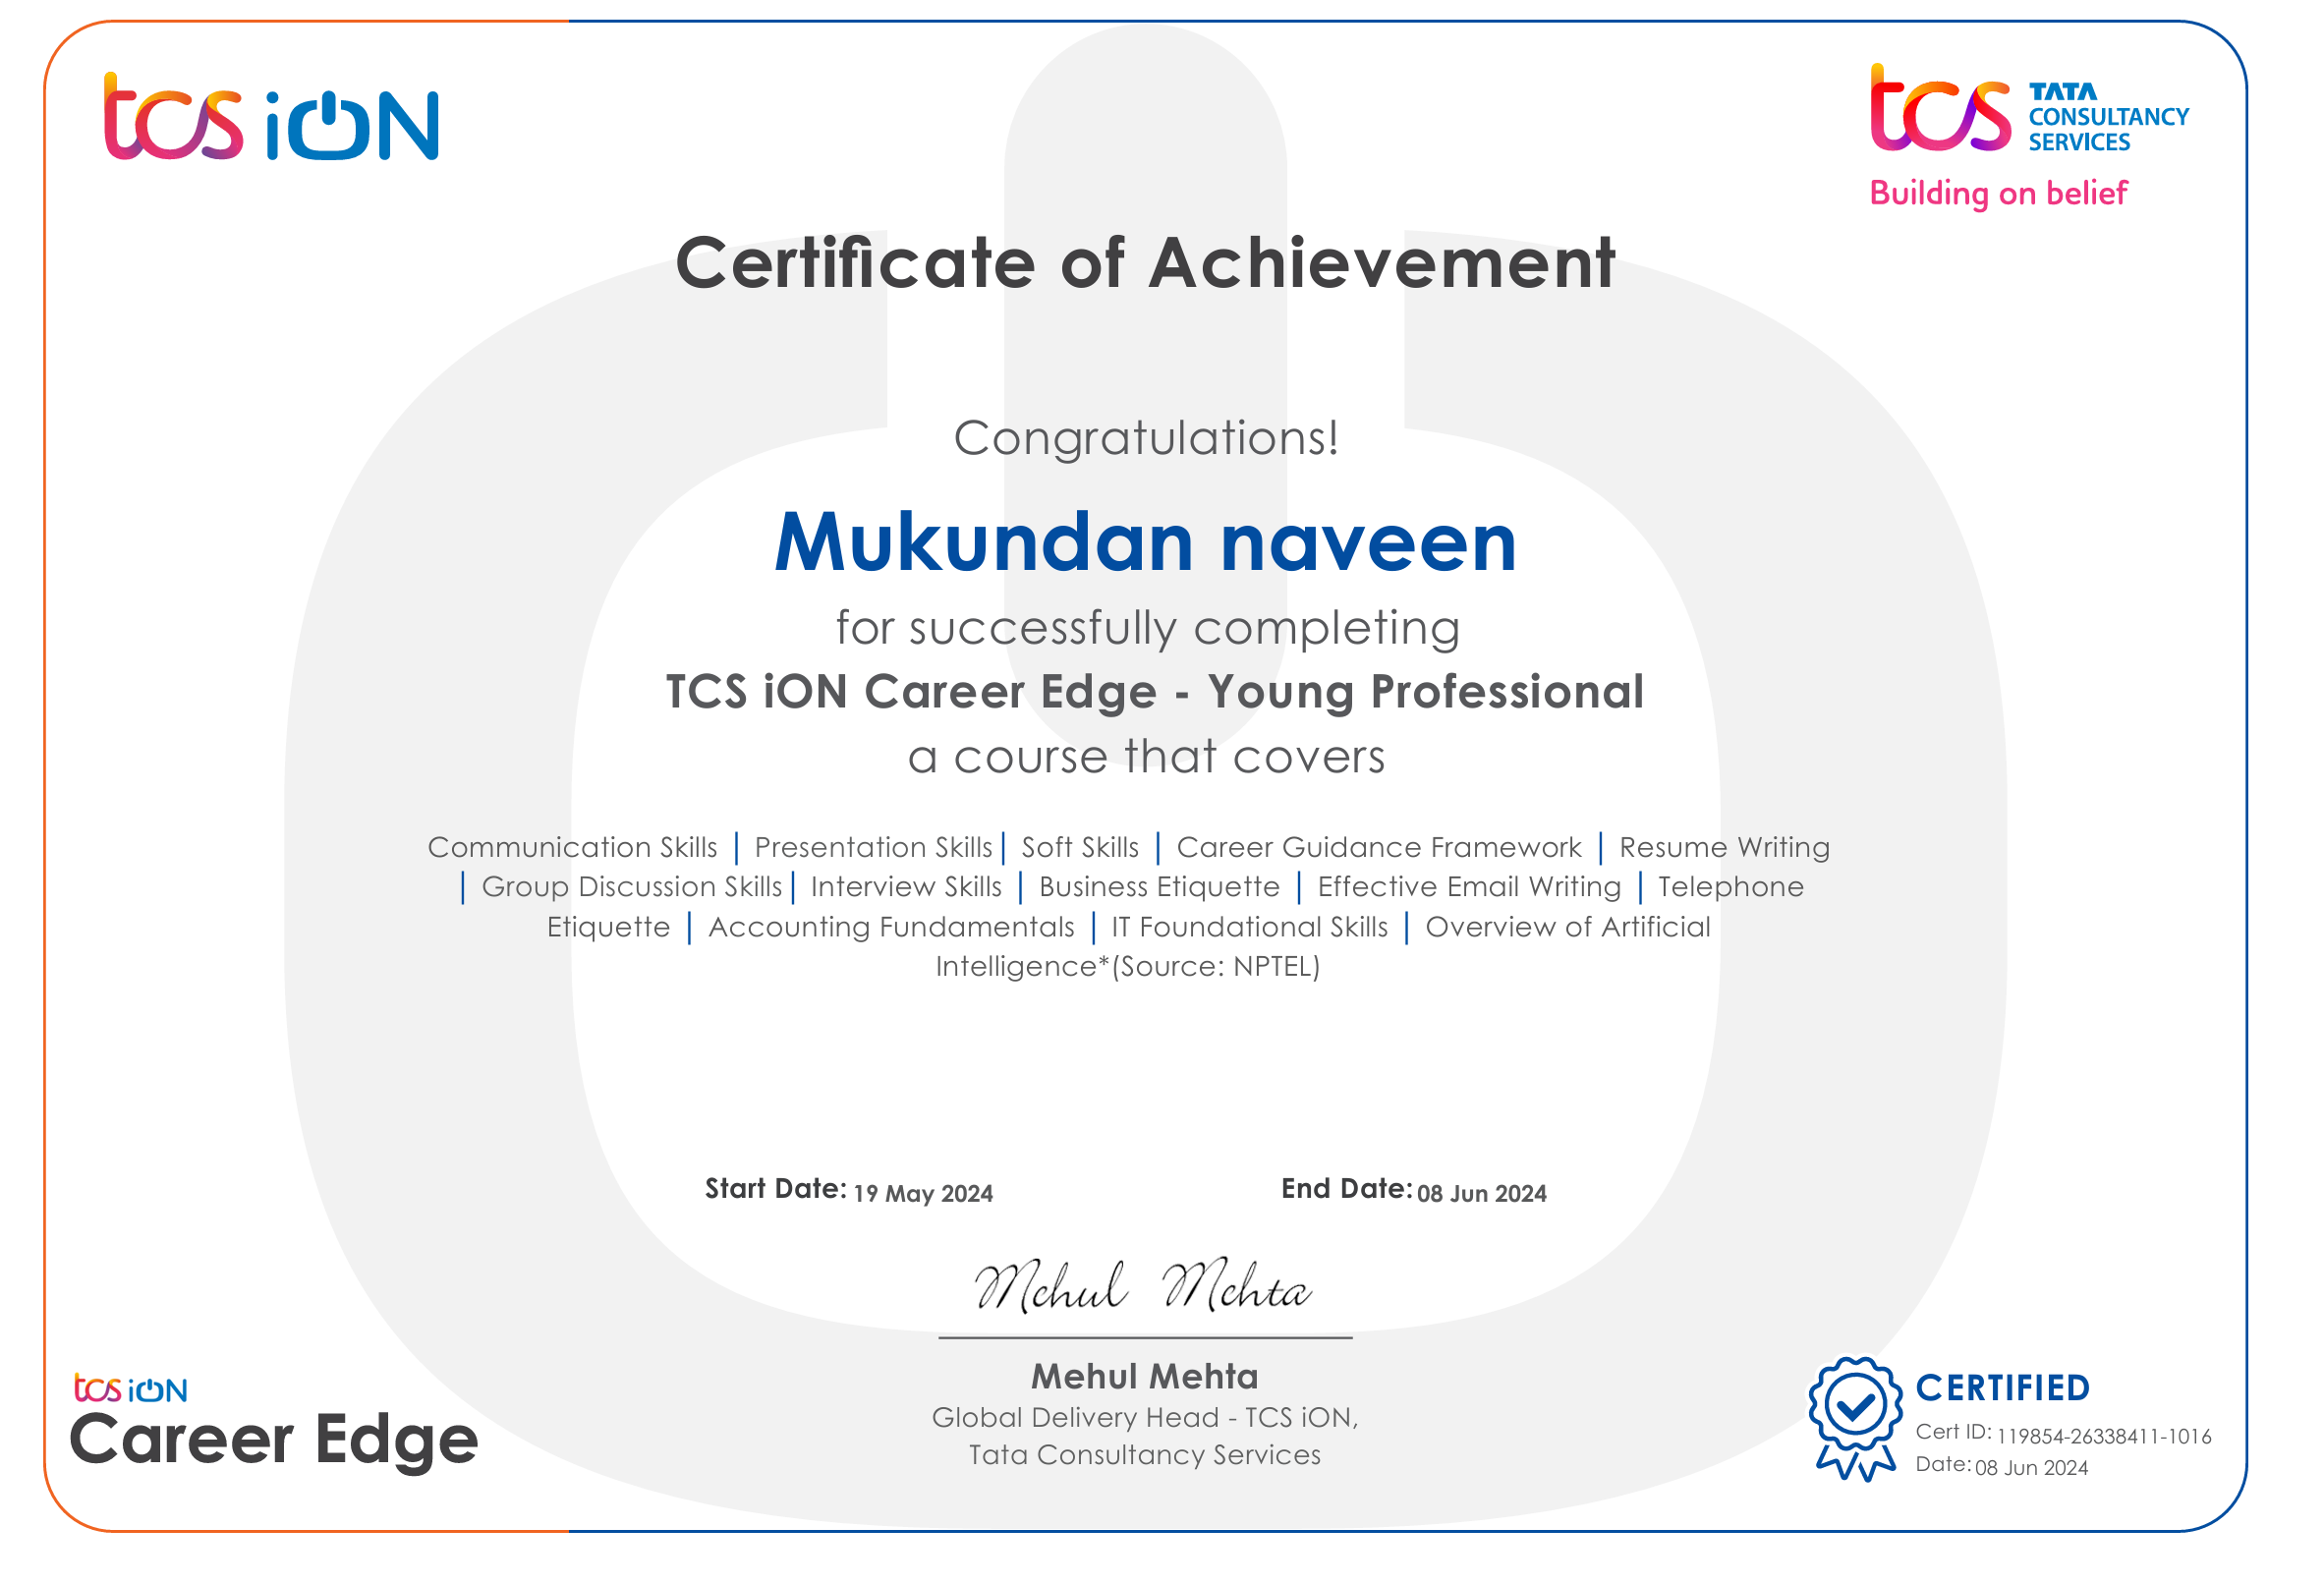 tcs iON
tcs TATA
CONSULTANCY
SERVICES
Building on belief
Certificate of Achievement
Congratulations!
Mukundan naveen
for successfully completing
TCS iON Career Edge - Young Professional
a course that covers
Communication Skills | Presentation Skills | Soft Skills | Career Guidance Framework | Resume Writing
| Group Discussion Skills | Interview Skills | Business Etiquette | Effective Email Writing | Telephone
Etiquette | Accounting Fundamentals | IT Foundational Skills | Overview of Artificial
Intelligence*(Source: NPTEL)
Start Date: 19 May 2024 End Date: 08 Jun 2024
Mehul Mehta
Mehul Mehta
Global Delivery Head - TCS iON,
Tata Consultancy Services
tcs iON
Career Edge
CERTIFIED
Cert ID: 119854-26338411-1016
Date: 08 Jun 2024